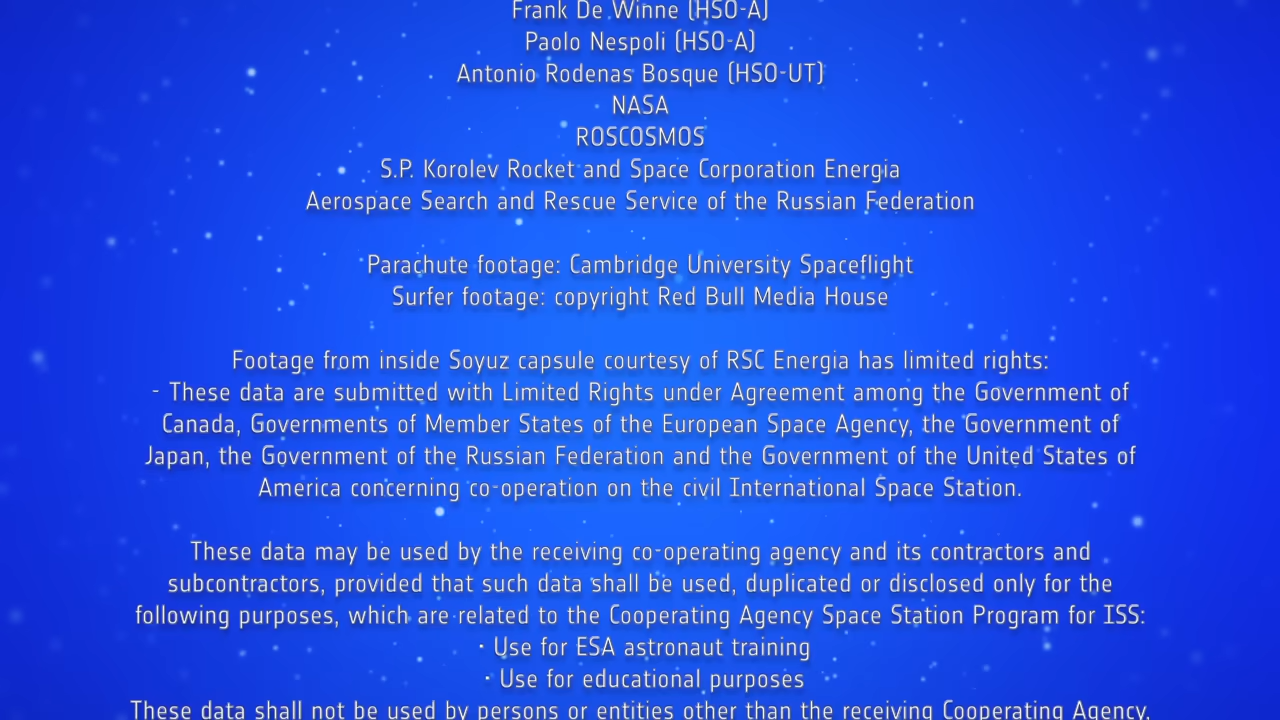 Frank De Winne (HSO-A)
Paolo Nespoli (HSO-A)
Antonio Rodenas Bosque (HSO-UT)
NASA
ROSCOSMOS
S.P. Korolev Rocket and Space Corporation Energia
Aerospace Search and Rescue Service of the Russian Federation
Parachute footage: Cambridge University Spaceflight
Surfer footage: copyright Red Bull Media House
Footage from inside Soyuz capsule courtesy of RSC Energia has limited rights:
- These data are submitted with Limited Rights under Agreement among the Government of
Canada, Governments of Member States of the European Space Agency, the Government of
Japan, the Government of the Russian Federation and the Government of the United States of
America concerning co-operation on the civil International Space Station.
These data may be used by the receiving co-operating agency and its contractors and
subcontractors, provided that such data shall be used, duplicated or disclosed only for the
following purposes, which are related to the Cooperating Agency Space Station Program for ISS:
· Use for ESA astronaut training
· Use for educational purposes
These data shall not be used by persons or entities other than the receiving Cooperating Agency,